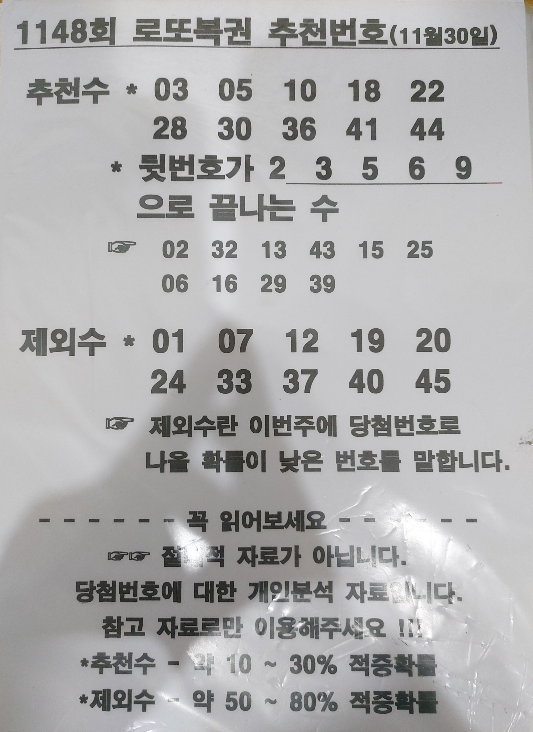 1148회 로또복권 추천번호(11월30일)
추천수 * 03 05 10 18 22
28 30 36 41 44
* 뒷번호가 2 3 5 6 9
으로 끝나는 수
☞ 02 32 13 43 15 25
06 16 29 39
제외수 * 01 07 12 19 20
24 33 37 40 45
☞ 제외수란 이번주에 당첨번호로
나올 확률이 낮은 번호를 말합니다.
- - - - - - 꼭 읽어보세요 - - - - - -
☞☞ 절대적 자료가 아닙니다.
당첨번호에 대한 개인분석 자료입니다.
참고 자료로만 이용해주세요 !!!
*추천수 - 약 10 ~ 30% 적중확률
*제외수 - 약 50 ~ 80% 적중확률